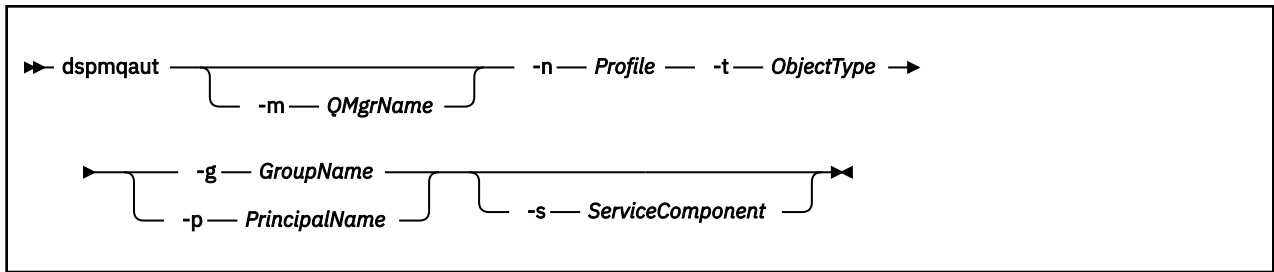 dspmqaut -n Profile -t ObjectType
-m QMgrName
-g GroupName
-p PrincipalName -s ServiceComponent